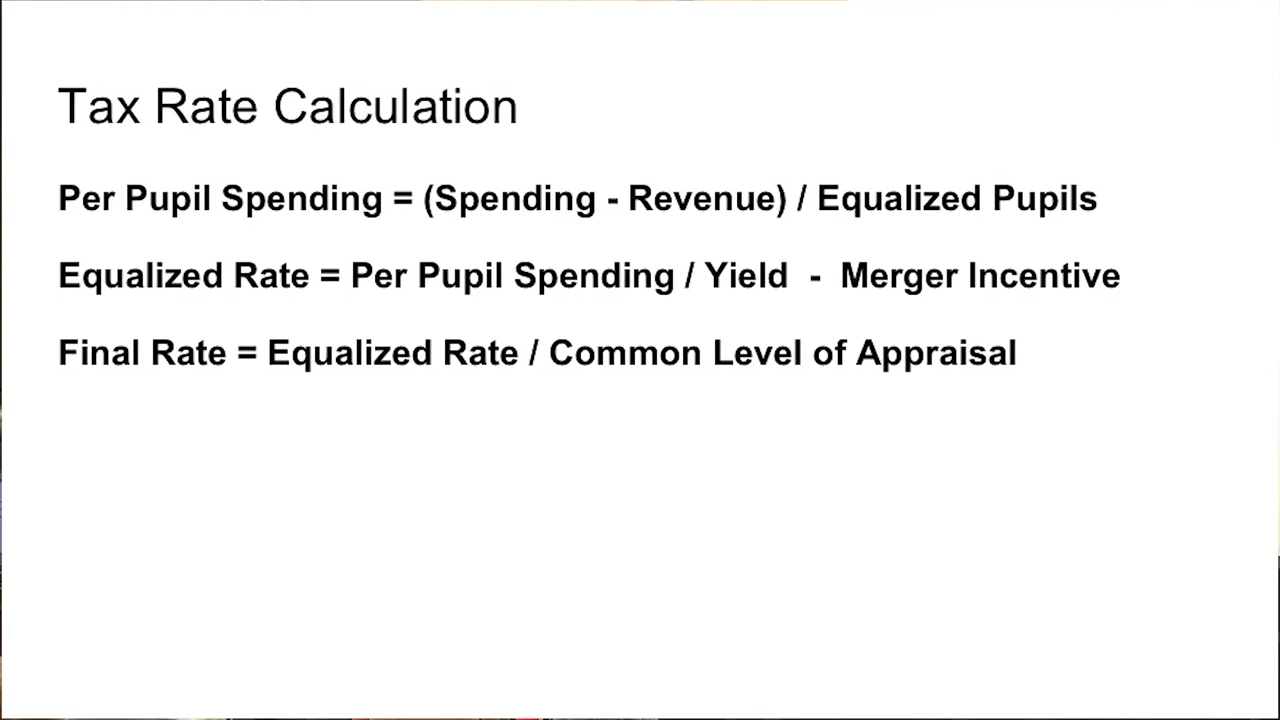 Tax Rate Calculation
Per Pupil Spending = (Spending - Revenue) / Equalized Pupils
Equalized Rate = Per Pupil Spending / Yield - Merger Incentive
Final Rate = Equalized Rate / Common Level of Appraisal